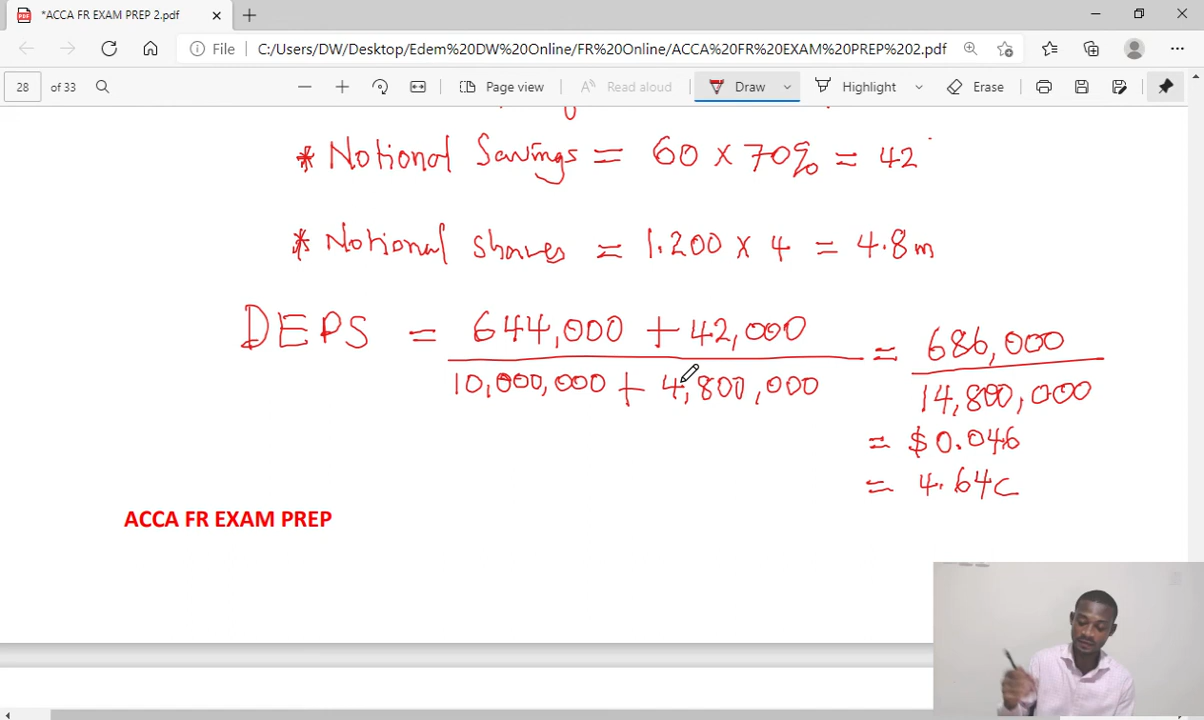 *ACCA FR EXAM PREP 2.pdf
File C:/Users/DW/Desktop/Edem%20DW%20Online/FR%20Online/ACCA%20FR%20EXAM%20PREP%202.pdf
28 of 33 Page view Read aloud Draw Highlight Erase
* Notional Savings = 60 x 70% = 42
* Notional shares = 1.200 x 4 = 4.8m
DEPS = 644,000 + 42,000 = 686,000
10,000,000 + 4,800,000 14,800,000
= $0.046
= 4.64c
ACCA FR EXAM PREP